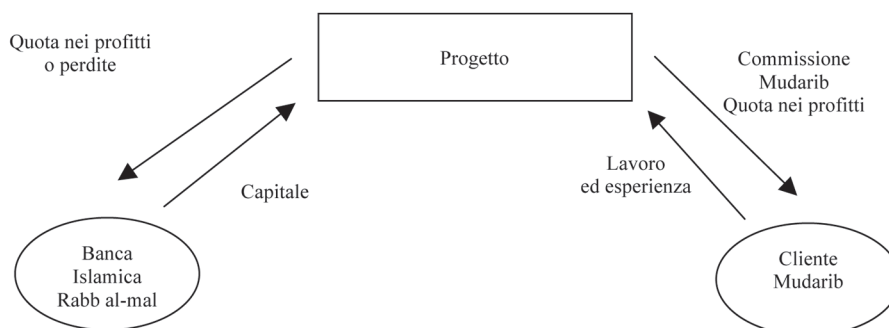 Quota nei profitti
o perdite
Progetto
Commissione
Mudarib
Quota nei profitti
Capitale
Lavoro
ed esperienza
Banca
Islamica
Rabb al-mal
Cliente
Mudarib